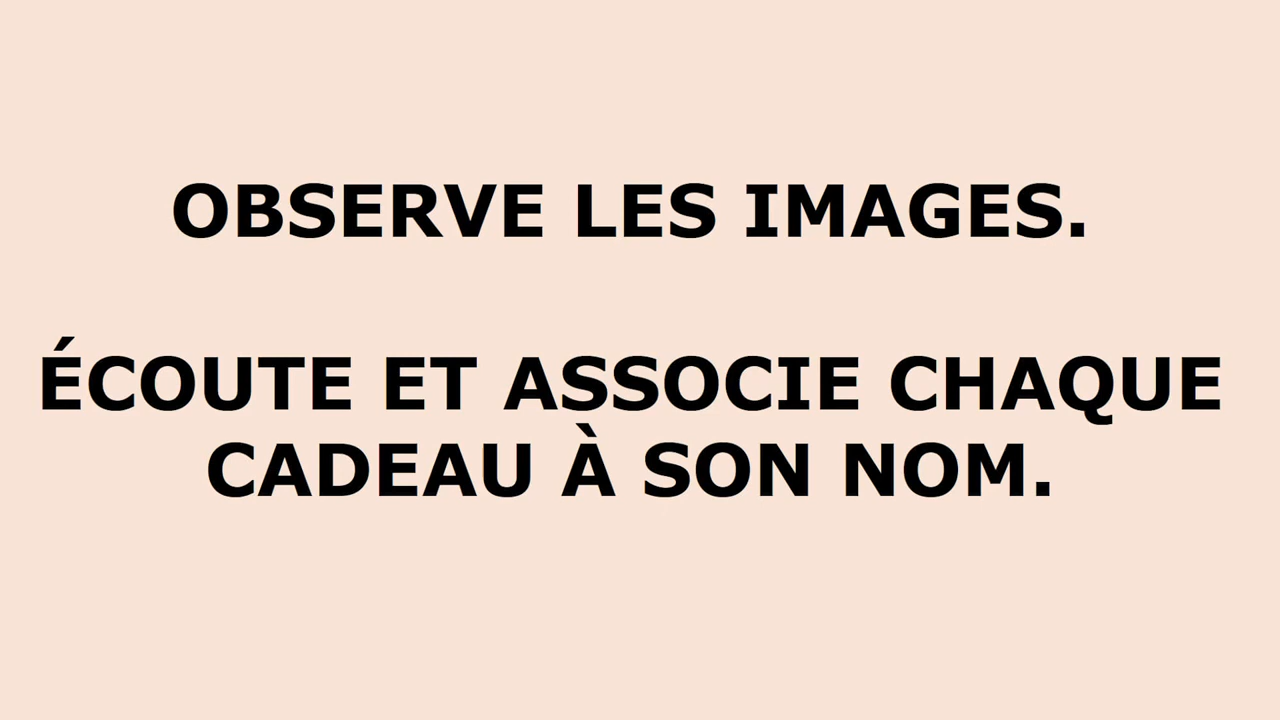 OBSERVE LES IMAGES.
ÉCOUTE ET ASSOCIE CHAQUE
CADEAU À SON NOM.